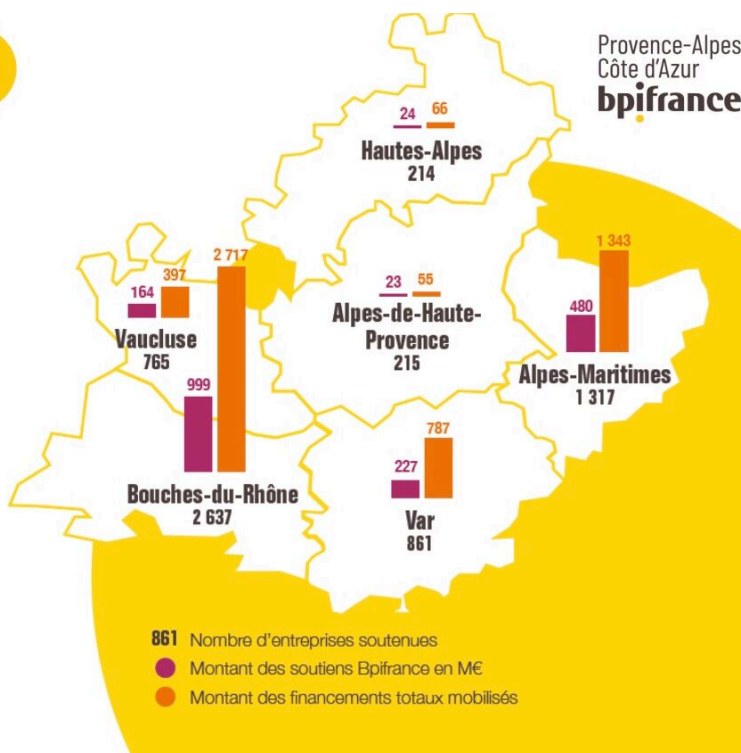 Provence-Alpes
Côte d'Azur
bpifrance
24
66
Hautes-Alpes
214
164
397
Vaucluse
765
999
2 717
Bouches-du-Rhône
2 637
23
55
Alpes-de-Haute-
Provence
215
480
1 343
Alpes-Maritimes
1 317
227
787
Var
861
861 Nombre d'entreprises soutenues
Montant des soutiens Bpifrance en M€
Montant des financements totaux mobilisés